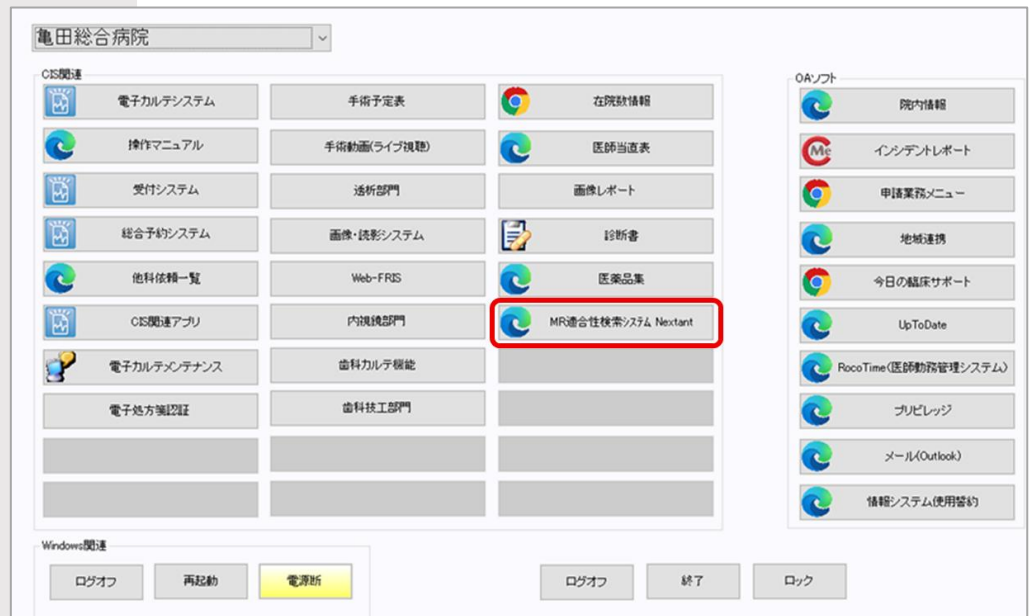 亀田総合病院
CIS関連
電子カルテシステム
操作マニュアル
受付システム
総合予約システム
他科依頼一覧
CIS関連アプリ
電子カルテメンテナンス
電子処方箋認証
手術予定表
手術動画(ライブ視聴)
透析部門
画像・読影システム
Web-FRIS
内視鏡部門
歯科カルテ機能
歯科技工部門
在院数情報
医師当直表
画像レポート
診断書
医薬品集
MR適合性検索システム Nextant
OAソフト
院内情報
Me
インシデントレポート
申請業務メニュー
地域連携
今日の臨床サポート
UpToDate
RocoTime(医師勤務管理システム)
プリビレッジ
メール(Outlook)
情報システム使用誓約
Windows関連
ログオフ
再起動
電源断
ログオフ
終了
ロック